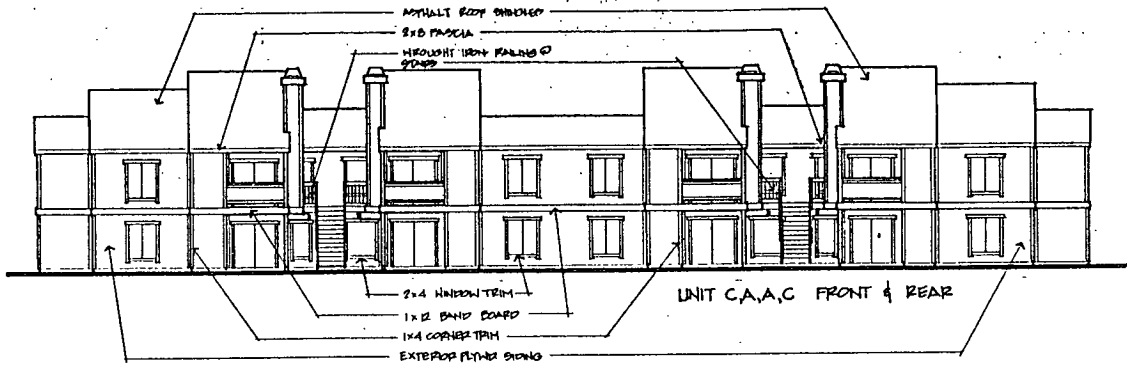 ASPHALT ROOF SHINGLES
2x8 FASCIA
WROUGHT IRON RAILING @
STAIRS
2x4 WINDOW TRIM
UNIT C,A,A,C FRONT & REAR
1x12 BAND BOARD
1x4 CORNER TRIM
EXTERIOR PLYWD SIDING